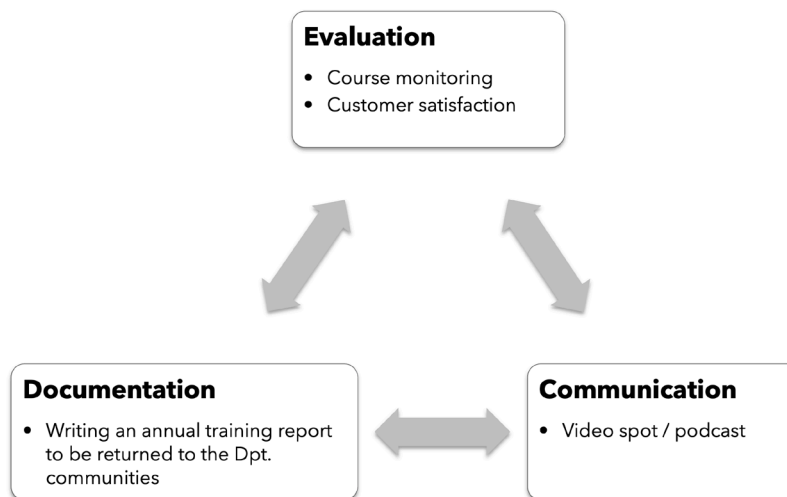 Evaluation
• Course monitoring
• Customer satisfaction
Documentation
• Writing an annual training report
to be returned to the Dpt.
communities
Communication
• Video spot / podcast